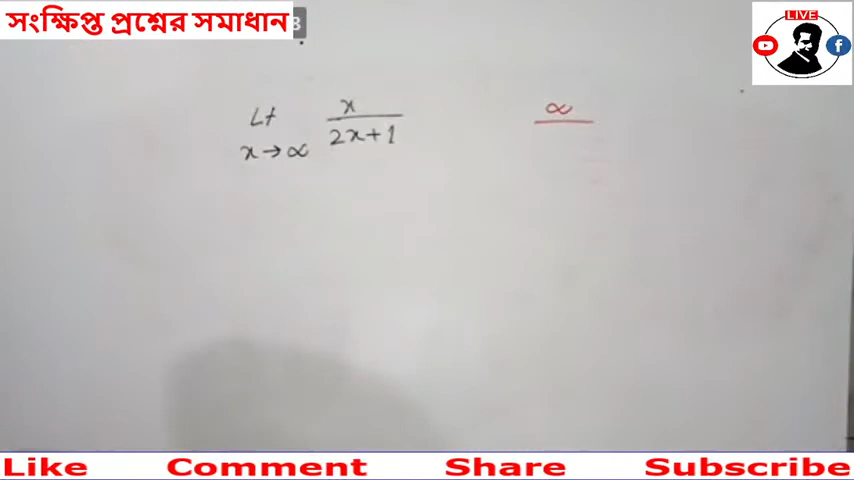 সংক্ষিপ্ত প্রশ্নের সমাধান
LIVE
Lt x/(2x+1) ∞
x→∞
Like Comment Share Subscribe